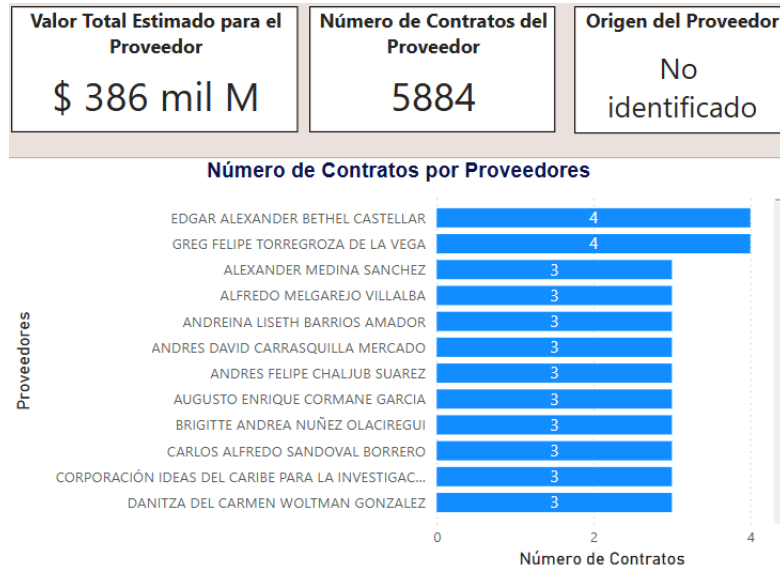 Valor Total Estimado para el
Proveedor
$ 386 mil M
Número de Contratos del
Proveedor
5884
Origen del Proveedor
No
identificado
Número de Contratos por Proveedores
Proveedores
EDGAR ALEXANDER BETHEL CASTELLAR 4
GREG FELIPE TORREGROZA DE LA VEGA 4
ALEXANDER MEDINA SANCHEZ 3
ALFREDO MELGAREJO VILLALBA 3
ANDREINA LISETH BARRIOS AMADOR 3
ANDRES DAVID CARRASQUILLA MERCADO 3
ANDRES FELIPE CHALJUB SUAREZ 3
AUGUSTO ENRIQUE CORMANE GARCIA 3
BRIGITTE ANDREA NUÑEZ OLACIREGUI 3
CARLOS ALFREDO SANDOVAL BORRERO 3
CORPORACIÓN IDEAS DEL CARIBE PARA LA INVESTIGAC... 3
DANITZA DEL CARMEN WOLTMAN GONZALEZ 3
0 2 4
Número de Contratos